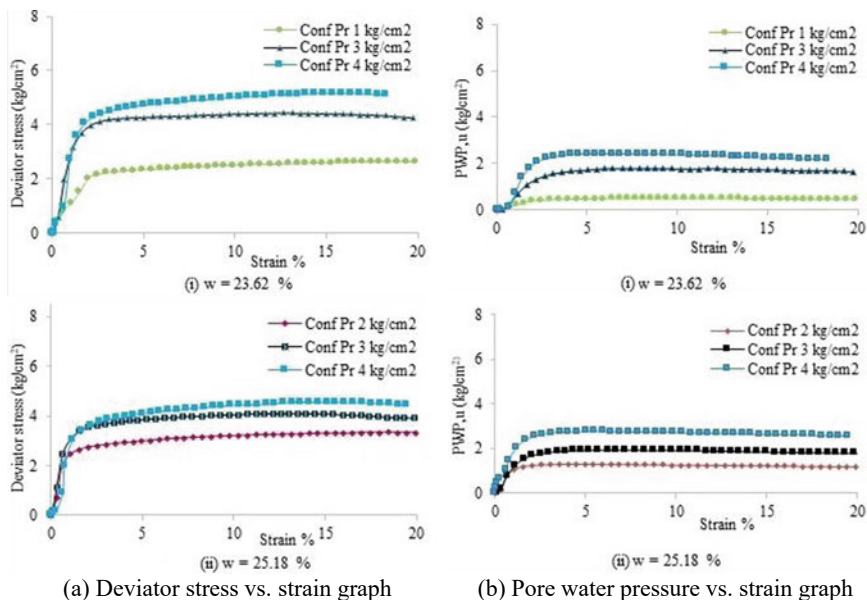 Deviator stress (kg/cm²)
8
6
4
2
0
Conf Pr 1 kg/cm2
Conf Pr 3 kg/cm2
Conf Pr 4 kg/cm2
0 5 10 15 20
Strain %
(i) w = 23.62 %
PWP,u (kg/cm²)
8
6
4
2
0
Conf Pr 1 kg/cm2
Conf Pr 3 kg/cm2
Conf Pr 4 kg/cm2
0 5 10 15 20
Strain %
(i) w = 23.62 %
Deviator stress (kg/cm²)
8
6
4
2
0
Conf Pr 2 kg/cm2
Conf Pr 3 kg/cm2
Conf Pr 4 kg/cm2
0 5 10 15 20
Strain %
(ii) w = 25.18 %
PWP,u (kg/cm²)
8
6
4
2
0
Conf Pr 2 kg/cm2
Conf Pr 3 kg/cm2
Conf Pr 4 kg/cm2
0 5 10 15 20
Strain %
(ii) w = 25.18 %
(a) Deviator stress vs. strain graph
(b) Pore water pressure vs. strain graph